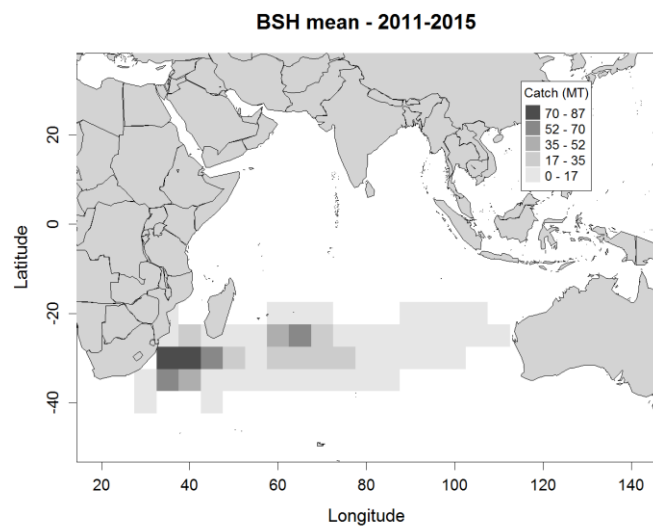 BSH mean - 2011-2015
Catch (MT)
70 - 87
52 - 70
35 - 52
17 - 35
0 - 17
20
0
-20
-40
Latitude
20 40 60 80 100 120 140
Longitude